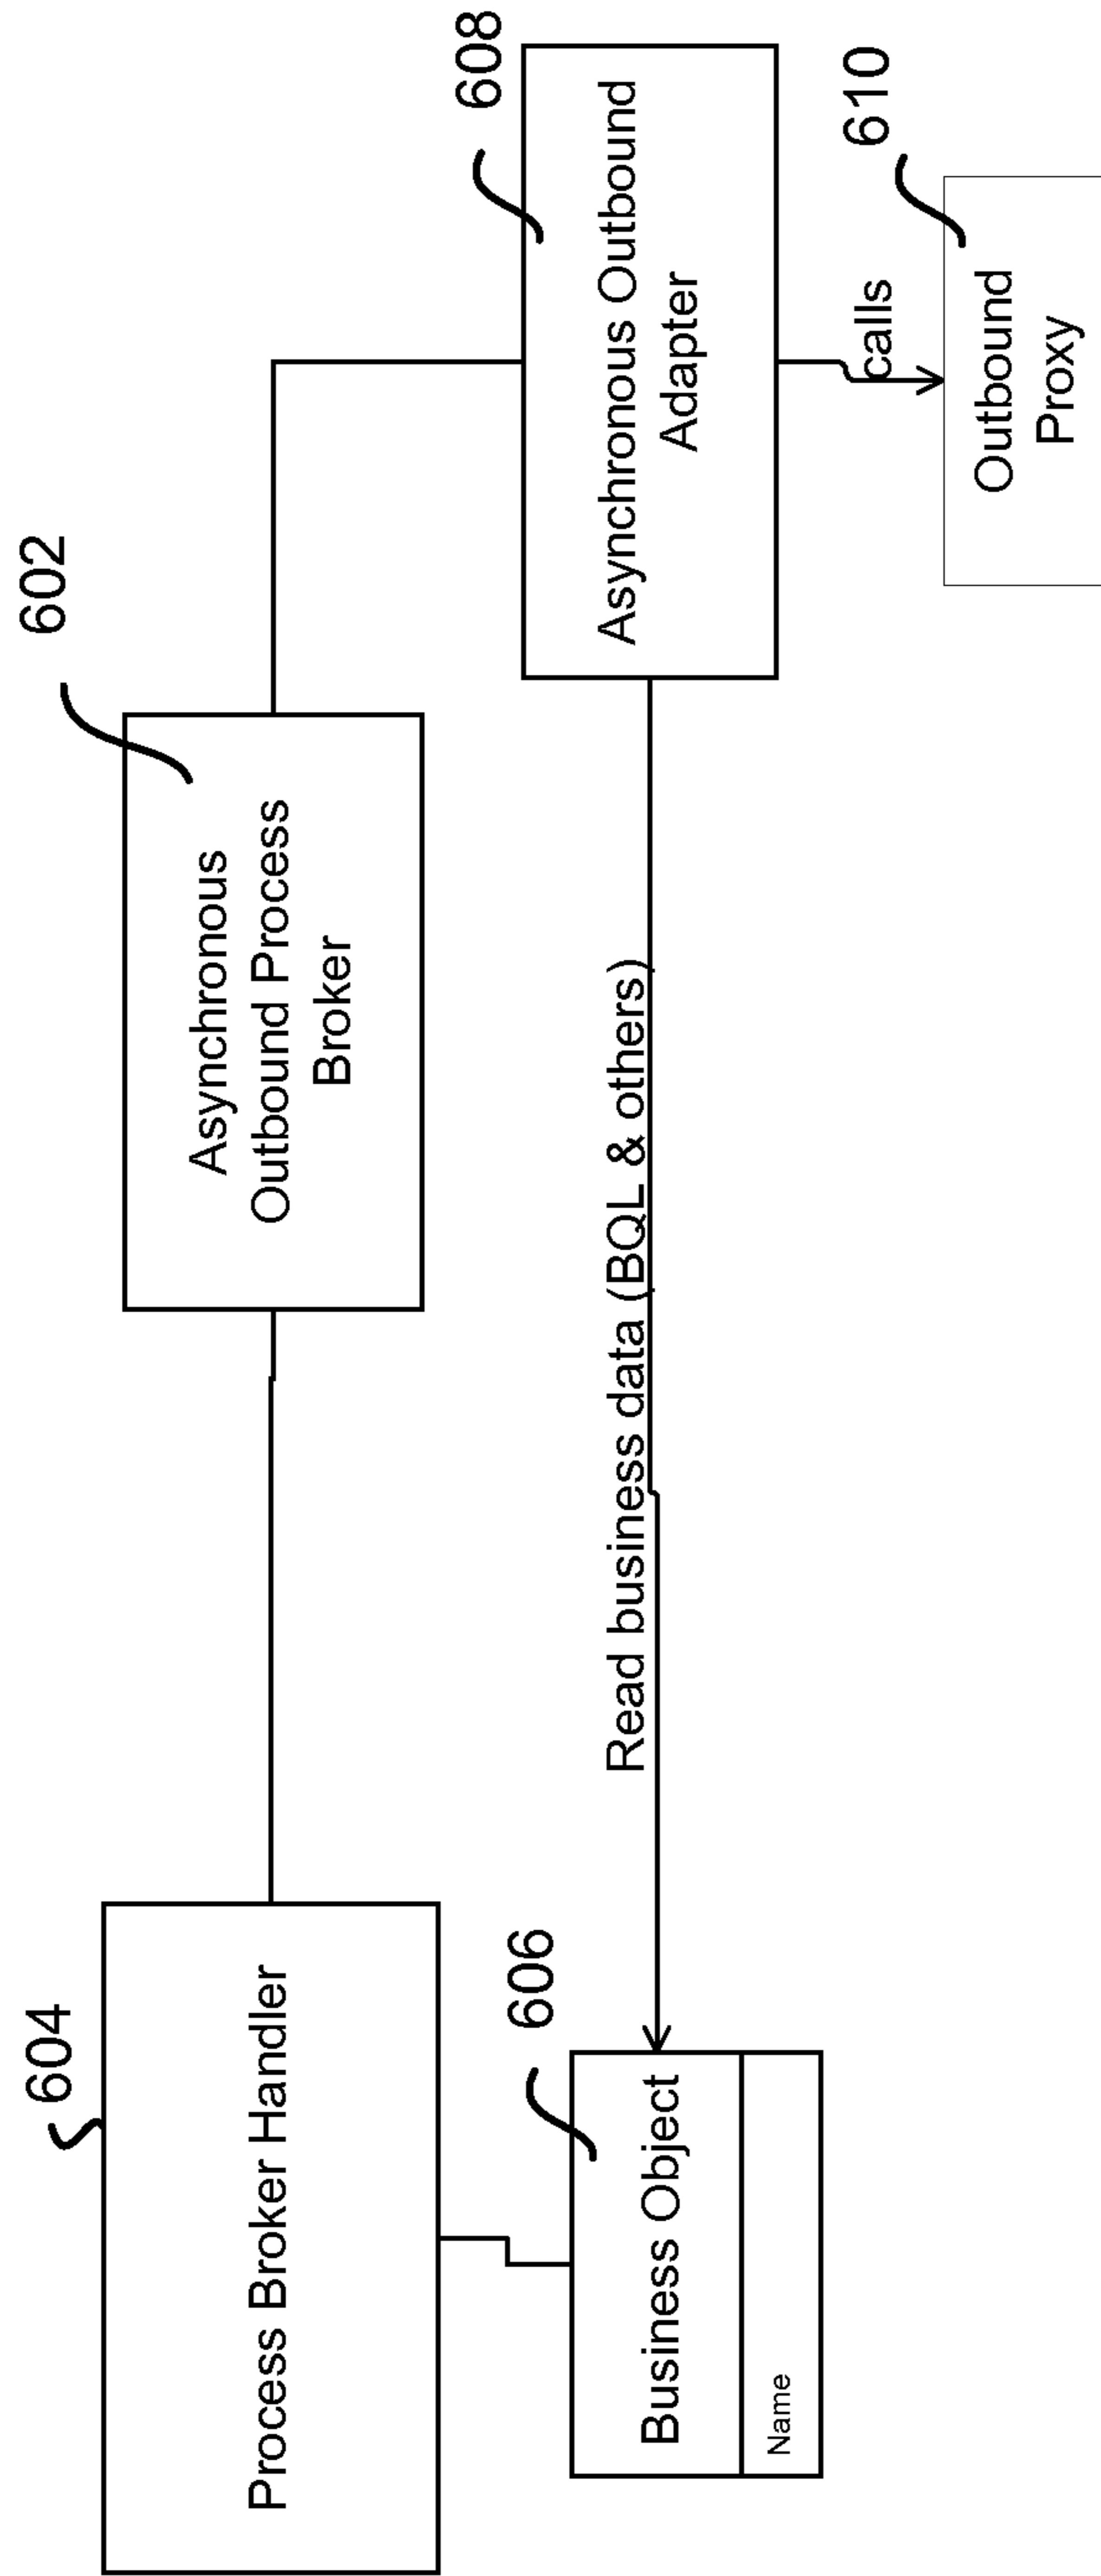 604
Process Broker Handler
602
Asynchronous
Outbound Process
Broker
606
Business Object
Name
Read business data (BQL & others)
608
Asynchronous Outbound
Adapter
calls
610
Outbound
Proxy